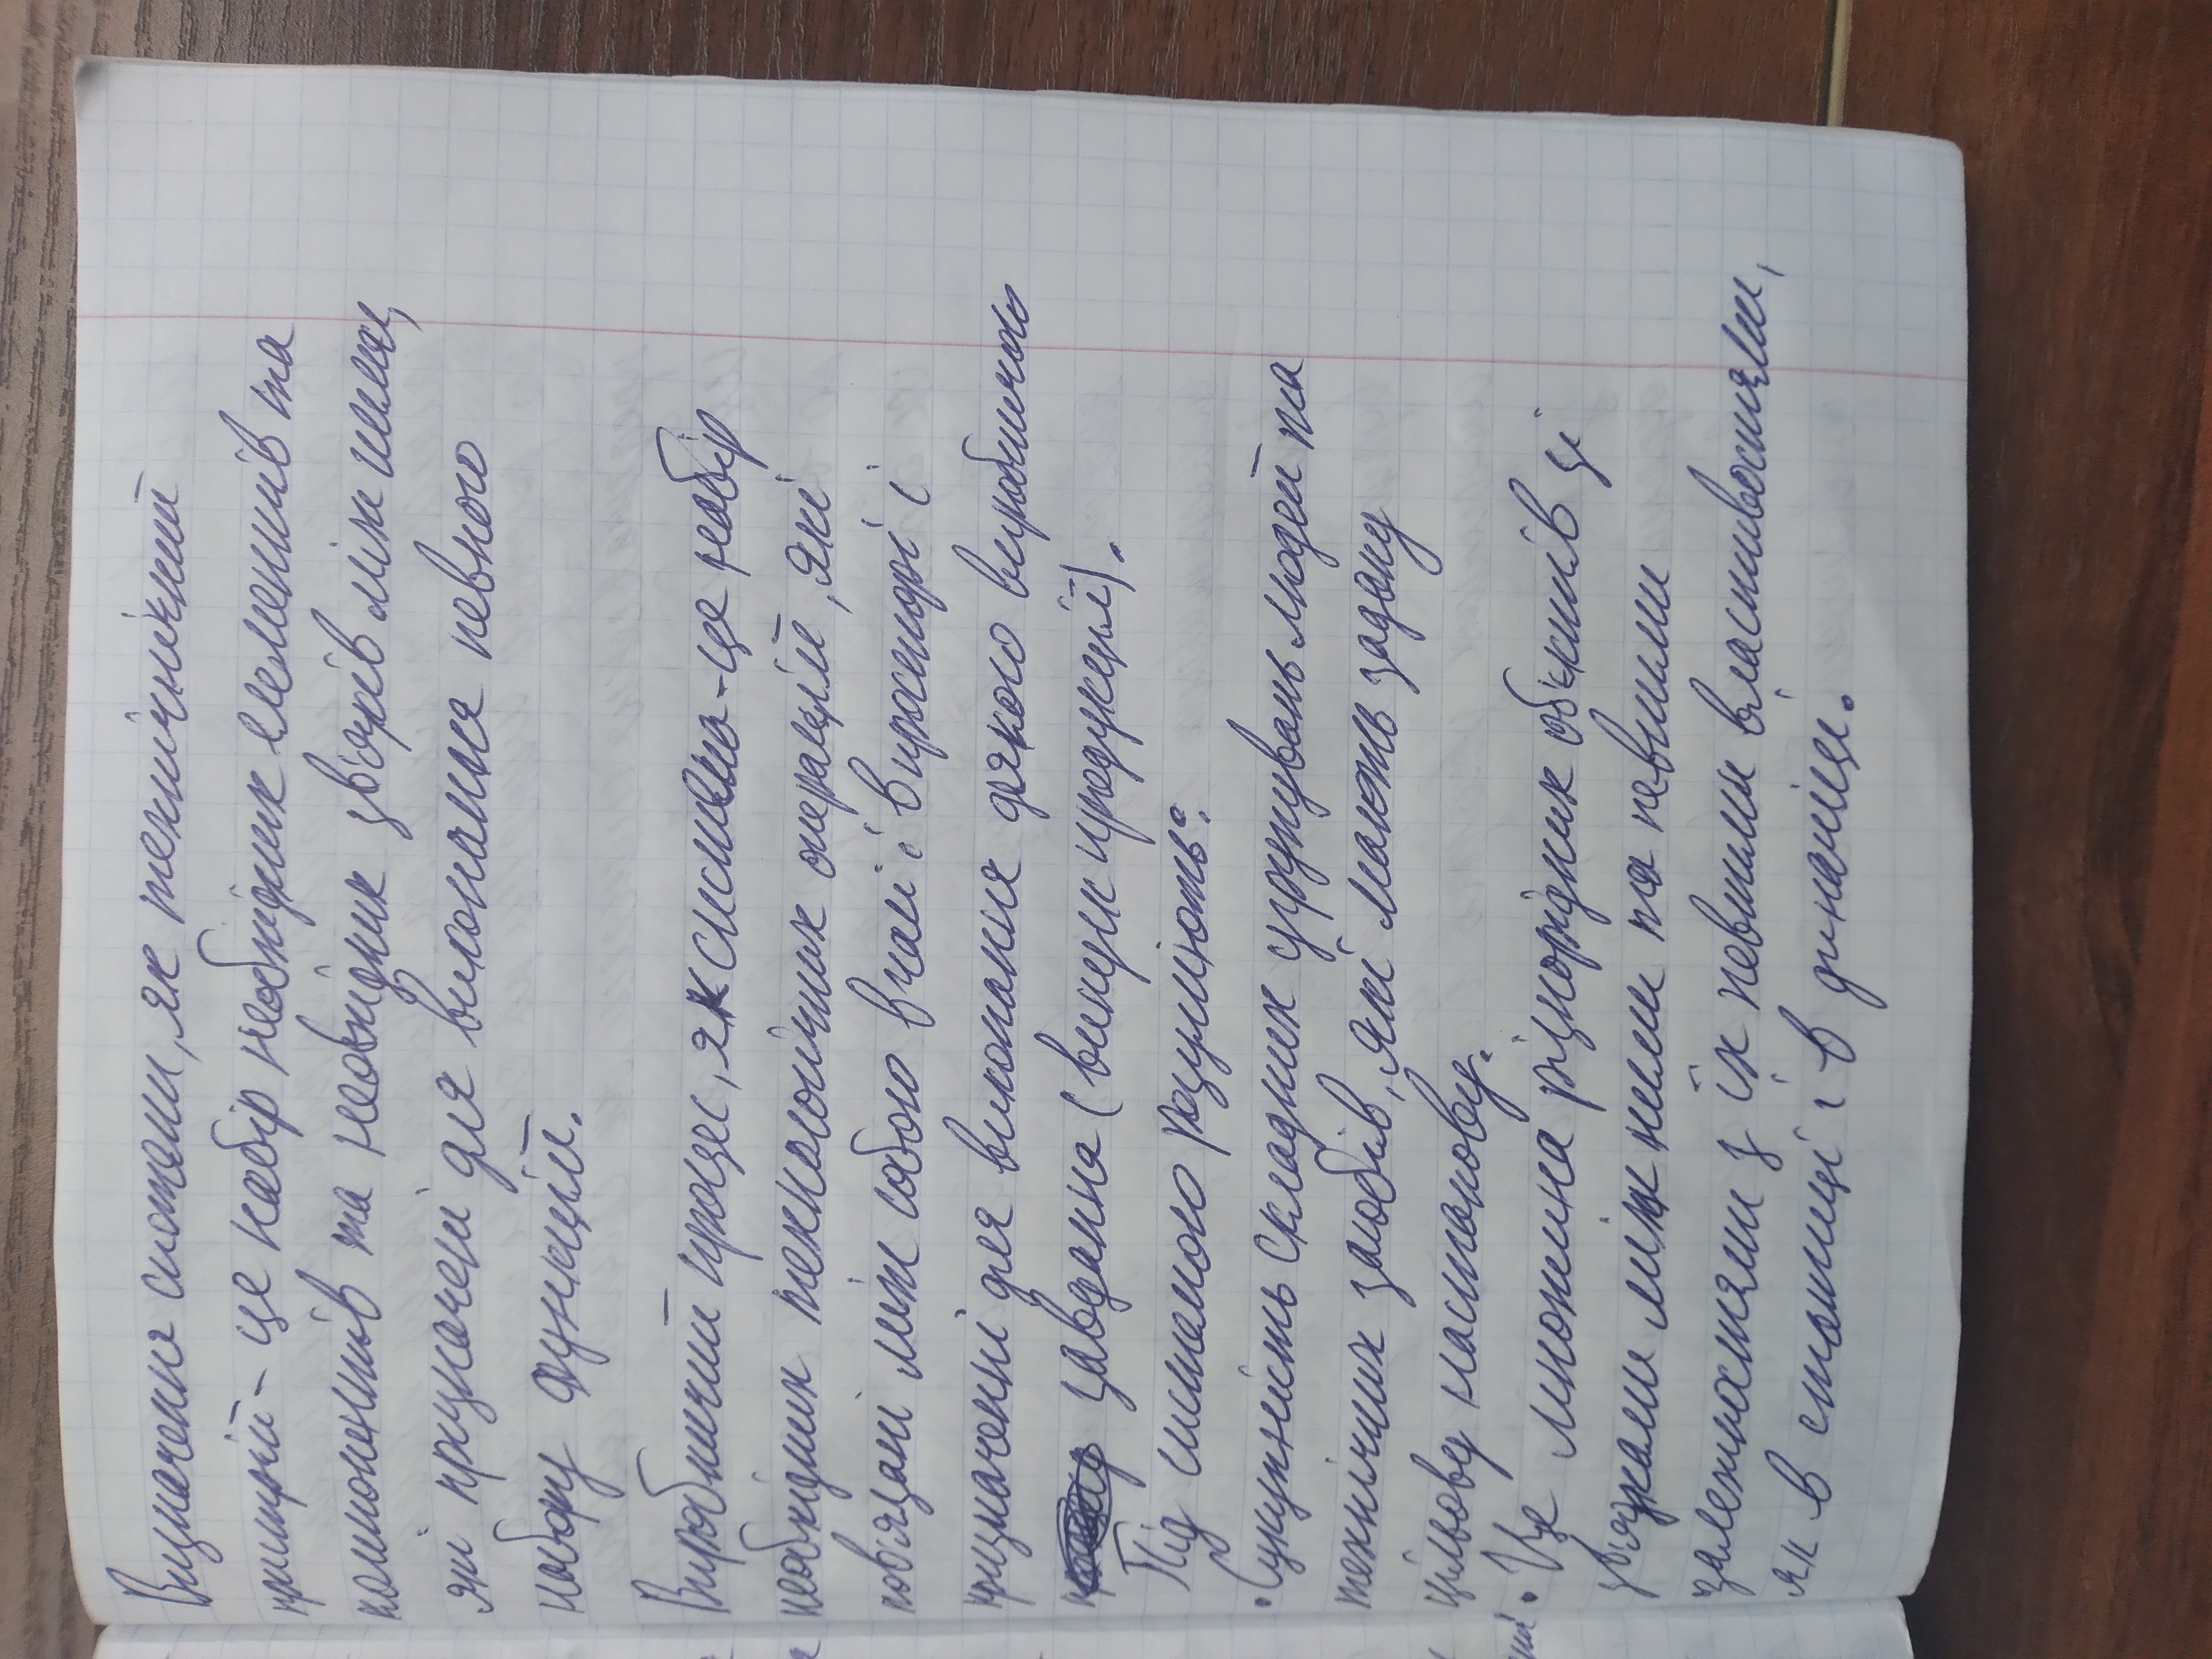 Визначення системи, як технічнічний
пристрій - це набір необхідних елементів та
компонентів та необхідних зв'язків між ними,
які призначені для виконання певного
набору функцій.
Виробничий процес, як система - це набір
необхідних технологічних операцій, які
пов'язані між собою в часі і в просторі і
призначенні для виконання деякого виробничого
завдання (випуск продукції).
Під системою розуміють:
• Сукупність складних угрупувань людей та
технічних засобів, які мають задану
цільову настанову.
• Це множина різнорідних об'єктів зі
зв'язками між ними та певними
залежностями з їх певними властивостями,
як в статиці і в динаміці.